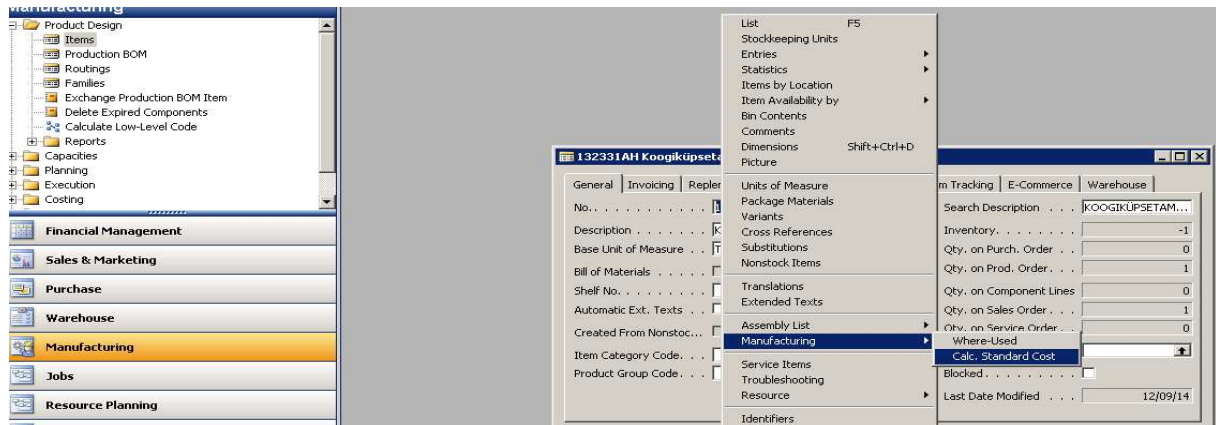 Manufacturing
Product Design
Items
Production BOM
Routings
Families
Exchange Production BOM Item
Delete Expired Components
Calculate Low-Level Code
Reports
Capacities
Planning
Execution
Costing
Financial Management
Sales & Marketing
Purchase
Warehouse
Manufacturing
Jobs
Resource Planning
List F5
Stockkeeping Units
Entries
Statistics
Items by Location
Item Availability by
Bin Contents
Comments
Dimensions Shift+Ctrl+D
Picture
Units of Measure
Package Materials
Variants
Cross References
Substitutions
Nonstock Items
Translations
Extended Texts
Assembly List
Manufacturing
Service Items
Troubleshooting
Resource
Identifiers
Where-Used
Calc. Standard Cost
132331AH
General Invoicing
No. . . . . . . . . . . .
Description . . . . . . .
Base Unit of Measure . .
Bill of Materials . . . . .
Shelf No. . . . . . . . .
Automatic Ext. Texts . .
Created From Nonstoc...
Item Category Code. . .
Product Group Code. . .
Tracking E-Commerce Warehouse
Search Description . . . KOOGIKÜPSETAM...
Inventory. . . . . . . . -1
Qty. on Purch. Order . . 0
Qty. on Prod. Order. . . 1
Qty. on Component Lines 0
Qty. on Sales Order. . . 1
Qty. on Service Order. . 0
Blocked. . . . . . . . .
Last Date Modified . . . 12/09/14